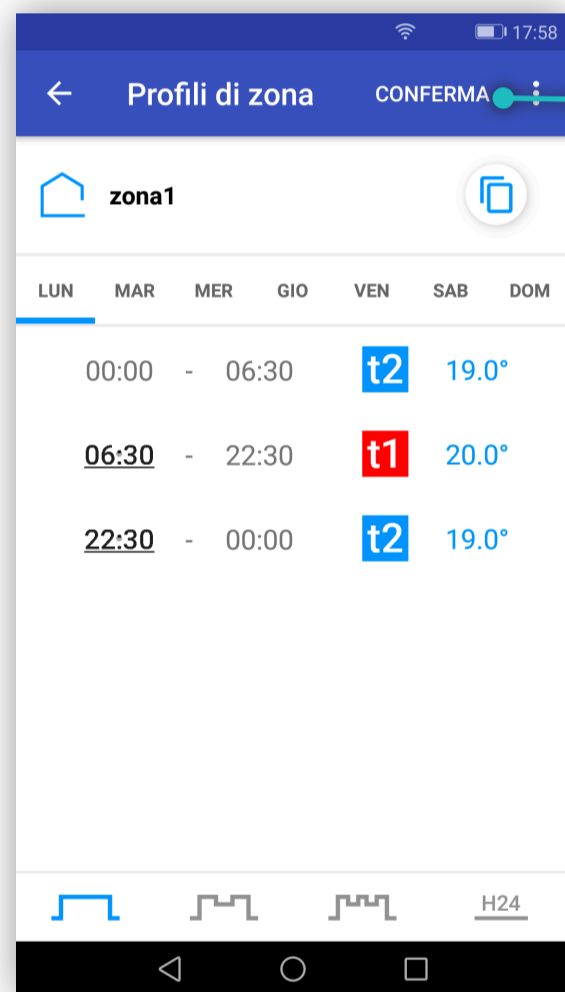 17:58
Profili di zona CONFERMA
zona1
LUN MAR MER GIO VEN SAB DOM
00:00 - 06:30 t2 19.0°
06:30 - 22:30 t1 20.0°
22:30 - 00:00 t2 19.0°
H24